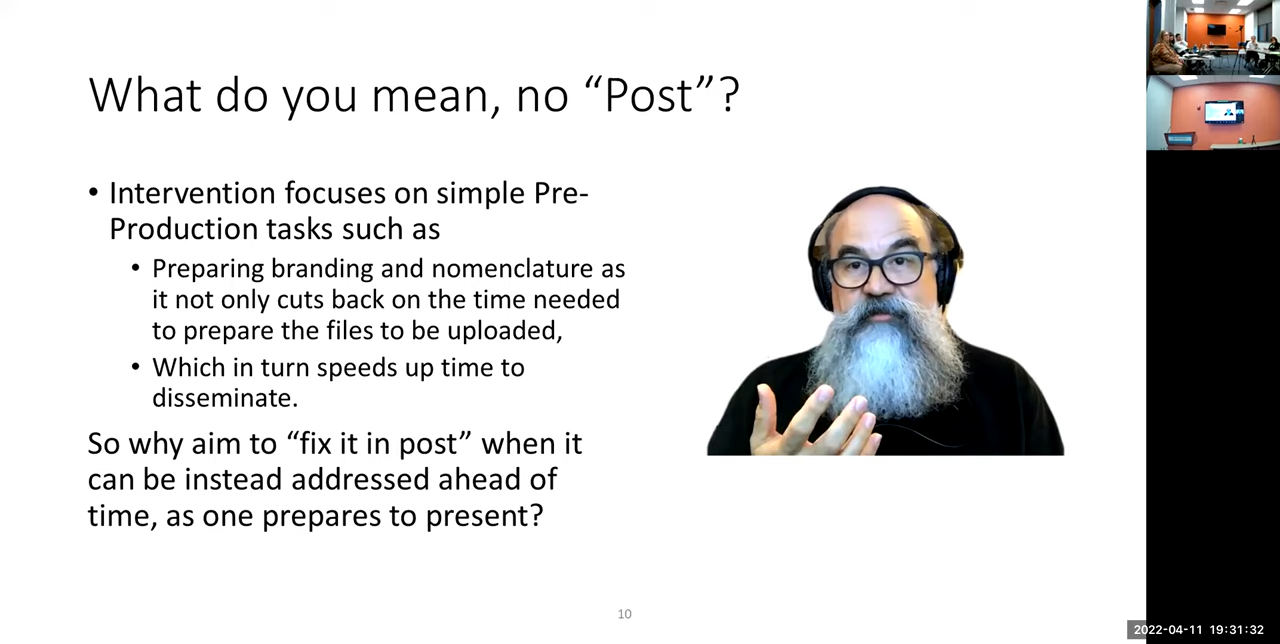 What do you mean, no “Post”?
• Intervention focuses on simple Pre-
Production tasks such as
• Preparing branding and nomenclature as
it not only cuts back on the time needed
to prepare the files to be uploaded,
• Which in turn speeds up time to
disseminate.
So why aim to “fix it in post” when it
can be instead addressed ahead of
time, as one prepares to present?
10
2022-04-11 19:31:32